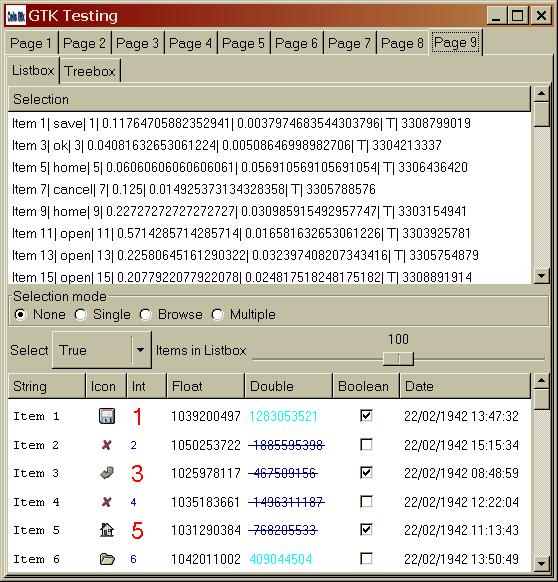 GTK Testing
Page 1 Page 2 Page 3 Page 4 Page 5 Page 6 Page 7 Page 8 Page 9
Listbox Treebox
Selection
Item 1| save| 1| 0.11764705882352941| 0.0037974683544303796| T| 3308799019
Item 3| ok| 3| 0.04081632653061224| 0.00508646998982706| T| 3304213337
Item 5| home| 5| 0.06060606060606061| 0.056910569105691054| T| 3306436420
Item 7| cancel| 7| 0.125| 0.014925373134328358| T| 3305788576
Item 9| home| 9| 0.22727272727272727| 0.030985915492957747| T| 3303154941
Item 11| open| 11| 0.5714285714285714| 0.016581632653061226| T| 3303925781
Item 13| open| 13| 0.22580645161290322| 0.032397408207343416| T| 3305754879
Item 15| open| 15| 0.2077922077922078| 0.024817518248175182| T| 3308891914
Selection mode
None Single Browse Multiple
100
Select True Items in Listbox
String Icon Int Float Double Boolean Date
Item 1 1 1039200497 1283053521 22/02/1942 13:47:32
Item 2 2 1050253722 -1885595398 22/02/1942 15:15:34
Item 3 3 1025978117 -467509156 22/02/1942 08:48:59
Item 4 4 1035183661 -1496311187 22/02/1942 12:22:04
Item 5 5 1031290384 -768205533 22/02/1942 11:13:43
Item 6 6 1042011002 409044504 22/02/1942 13:50:49